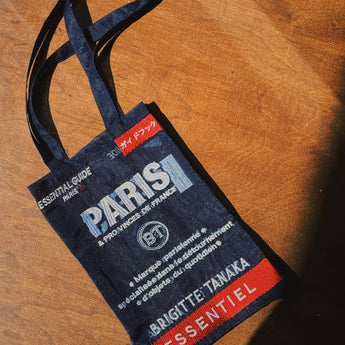 ガイドブック
ESSENTIAL GUIDE
PARIS
PARIS
& PROVINCES DE FRANCE
BT
Marque parisienne
spécialisée dans le détournement
d'objets du quotidien
BRIGITTE TANAKA
ESSENTIEL